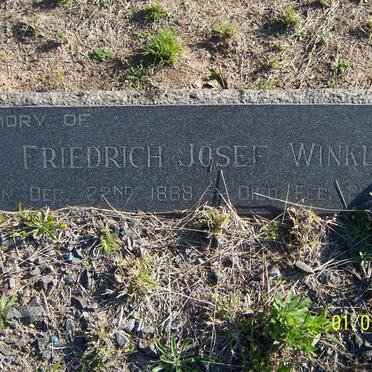 MORY OF
FRIEDRICH JOSEF WINKL
N DEC. 22ND 1888 DIED FEB.
01/0